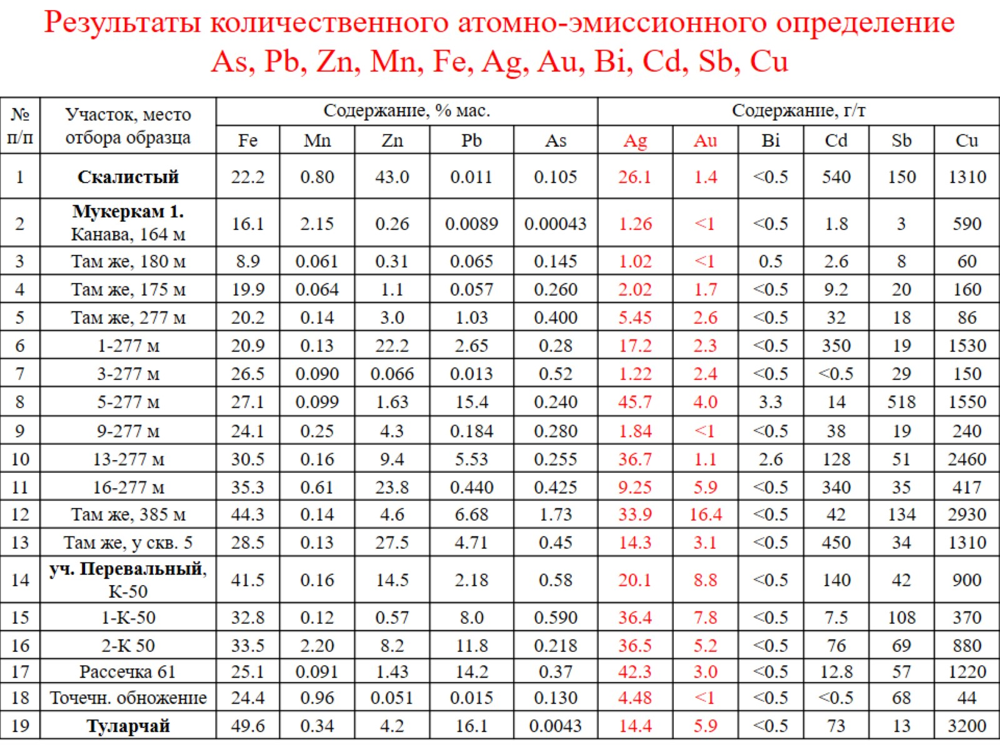 Результаты количественного атомно-эмиссионного определение
As, Pb, Zn, Mn, Fe, Ag, Au, Bi, Cd, Sb, Cu
№ п/п Участок, место отбора образца Содержание, % мас. Содержание, г/т
Fe Mn Zn Pb As Ag Au Bi Cd Sb Cu
1 Скалистый 22.2 0.80 43.0 0.011 0.105 26.1 1.4 <0.5 540 150 1310
2 Мукеркам 1. Канава, 164 м 16.1 2.15 0.26 0.0089 0.00043 1.26 <1 <0.5 1.8 3 590
3 Там же, 180 м 8.9 0.061 0.31 0.065 0.145 1.02 <1 0.5 2.6 8 60
4 Там же, 175 м 19.9 0.064 1.1 0.057 0.260 2.02 1.7 <0.5 9.2 20 160
5 Там же, 277 м 20.2 0.14 3.0 1.03 0.400 5.45 2.6 <0.5 32 18 86
6 1-277 м 20.9 0.13 22.2 2.65 0.28 17.2 2.3 <0.5 350 19 1530
7 3-277 м 26.5 0.090 0.066 0.013 0.52 1.22 2.4 <0.5 <0.5 29 150
8 5-277 м 27.1 0.099 1.63 15.4 0.240 45.7 4.0 3.3 14 518 1550
9 9-277 м 24.1 0.25 4.3 0.184 0.280 1.84 <1 <0.5 38 19 240
10 13-277 м 30.5 0.16 9.4 5.53 0.255 36.7 1.1 2.6 128 51 2460
11 16-277 м 35.3 0.61 23.8 0.440 0.425 9.25 5.9 <0.5 340 35 417
12 Там же, 385 м 44.3 0.14 4.6 6.68 1.73 33.9 16.4 <0.5 42 134 2930
13 Там же, у скв. 5 28.5 0.13 27.5 4.71 0.45 14.3 3.1 <0.5 450 34 1310
14 уч. Перевальный, К-50 41.5 0.16 14.5 2.18 0.58 20.1 8.8 <0.5 140 42 900
15 1-К-50 32.8 0.12 0.57 8.0 0.590 36.4 7.8 <0.5 7.5 108 370
16 2-К 50 33.5 2.20 8.2 11.8 0.218 36.5 5.2 <0.5 76 69 880
17 Рассечка 61 25.1 0.091 1.43 14.2 0.37 42.3 3.0 <0.5 12.8 57 1220
18 Точечн. обножение 24.4 0.96 0.051 0.015 0.130 4.48 <1 <0.5 <0.5 68 44
19 Туларчай 49.6 0.34 4.2 16.1 0.0043 14.4 5.9 <0.5 73 13 3200